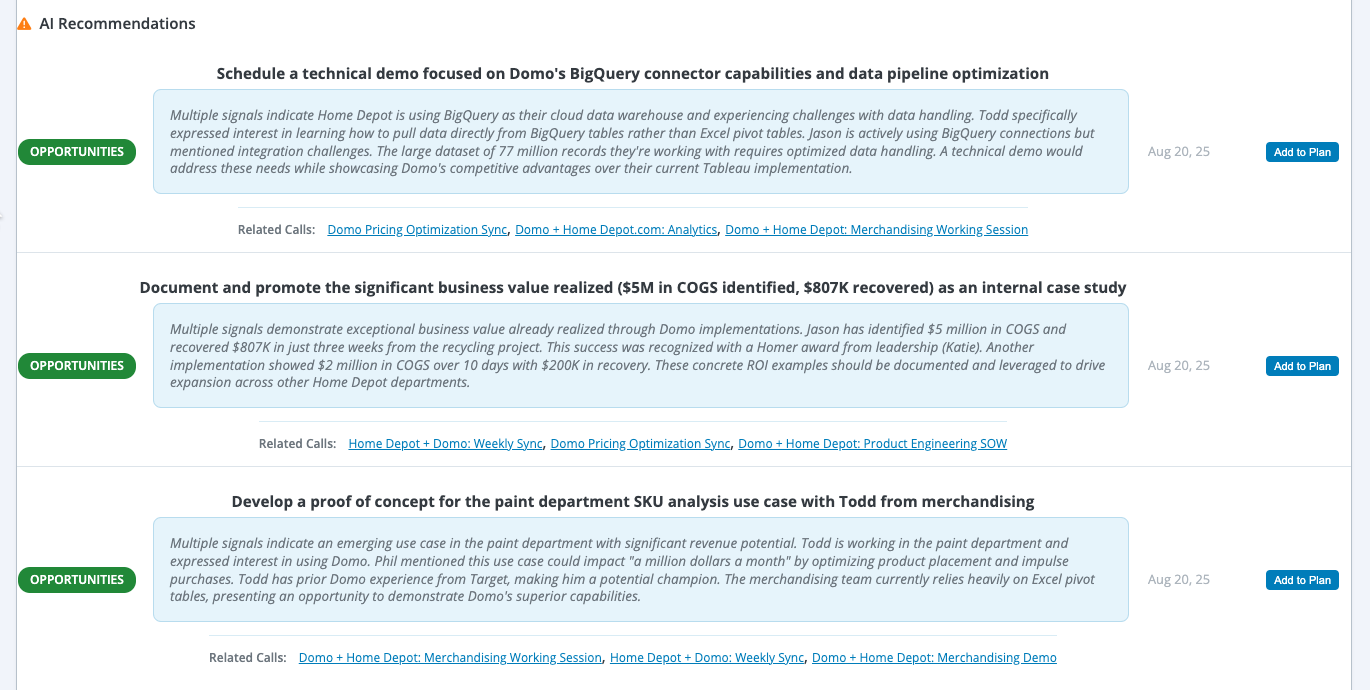 AI Recommendations
Schedule a technical demo focused on Domo's BigQuery connector capabilities and data pipeline optimization
OPPORTUNITIES
Multiple signals indicate Home Depot is using BigQuery as their cloud data warehouse and experiencing challenges with data handling. Todd specifically
expressed interest in learning how to pull data directly from BigQuery tables rather than Excel pivot tables. Jason is actively using BigQuery connections but
mentioned integration challenges. The large dataset of 77 million records they're working with requires optimized data handling. A technical demo would
address these needs while showcasing Domo's competitive advantages over their current Tableau implementation.
Aug 20, 25
Add to Plan
Related Calls: Domo Pricing Optimization Sync, Domo + Home Depot.com: Analytics, Domo + Home Depot: Merchandising Working Session
Document and promote the significant business value realized ($5M in COGS identified, $807K recovered) as an internal case study
OPPORTUNITIES
Multiple signals demonstrate exceptional business value already realized through Domo implementations. Jason has identified $5 million in COGS and
recovered $807K in just three weeks from the recycling project. This success was recognized with a Homer award from leadership (Katie). Another
implementation showed $2 million in COGS over 10 days with $200K in recovery. These concrete ROI examples should be documented and leveraged to drive
expansion across other Home Depot departments.
Aug 20, 25
Add to Plan
Related Calls: Home Depot + Domo: Weekly Sync, Domo Pricing Optimization Sync, Domo + Home Depot: Product Engineering SOW
Develop a proof of concept for the paint department SKU analysis use case with Todd from merchandising
OPPORTUNITIES
Multiple signals indicate an emerging use case in the paint department with significant revenue potential. Todd is working in the paint department and
expressed interest in using Domo. Phil mentioned this use case could impact "a million dollars a month" by optimizing product placement and impulse
purchases. Todd has prior Domo experience from Target, making him a potential champion. The merchandising team currently relies heavily on Excel pivot
tables, presenting an opportunity to demonstrate Domo's superior capabilities.
Aug 20, 25
Add to Plan
Related Calls: Domo + Home Depot: Merchandising Working Session, Home Depot + Domo: Weekly Sync, Domo + Home Depot: Merchandising Demo